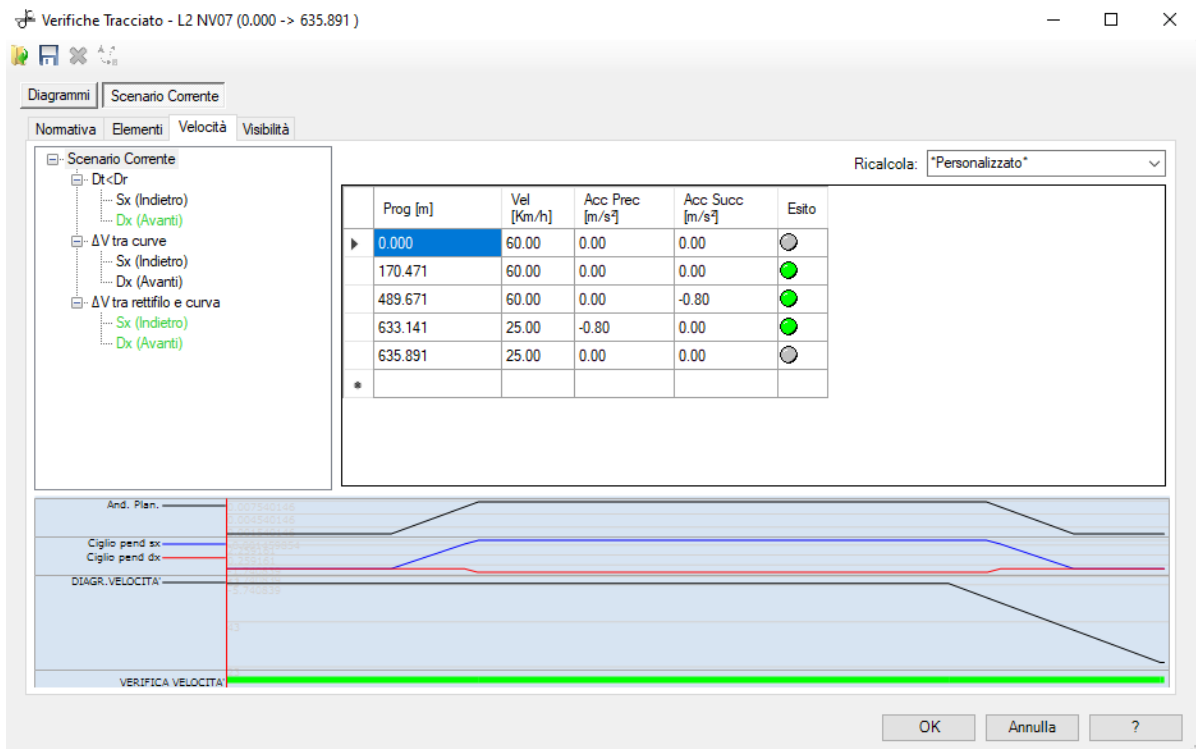 Verifiche Tracciato - L2 NV07 (0.000 -> 635.891 )
Diagrammi Scenario Corrente
Normativa Elementi Velocità Visibilità
Scenario Corrente
Dt<Dr
Sx (Indietro)
Dx (Avanti)
ΔV tra curve
Sx (Indietro)
Dx (Avanti)
ΔV tra rettifilo e curva
Sx (Indietro)
Dx (Avanti)
Ricalcola: *Personalizzato*
Prog [m] Vel [Km/h] Acc Prec [m/s²] Acc Succ [m/s²] Esito
0.000 60.00 0.00 0.00
170.471 60.00 0.00 0.00
489.671 60.00 0.00 -0.80
633.141 25.00 -0.80 0.00
635.891 25.00 0.00 0.00
And. Plan.
Ciglio pend sx
Ciglio pend dx
DIAGR.VELOCITA'
VERIFICA VELOCITA'
OK Annulla ?